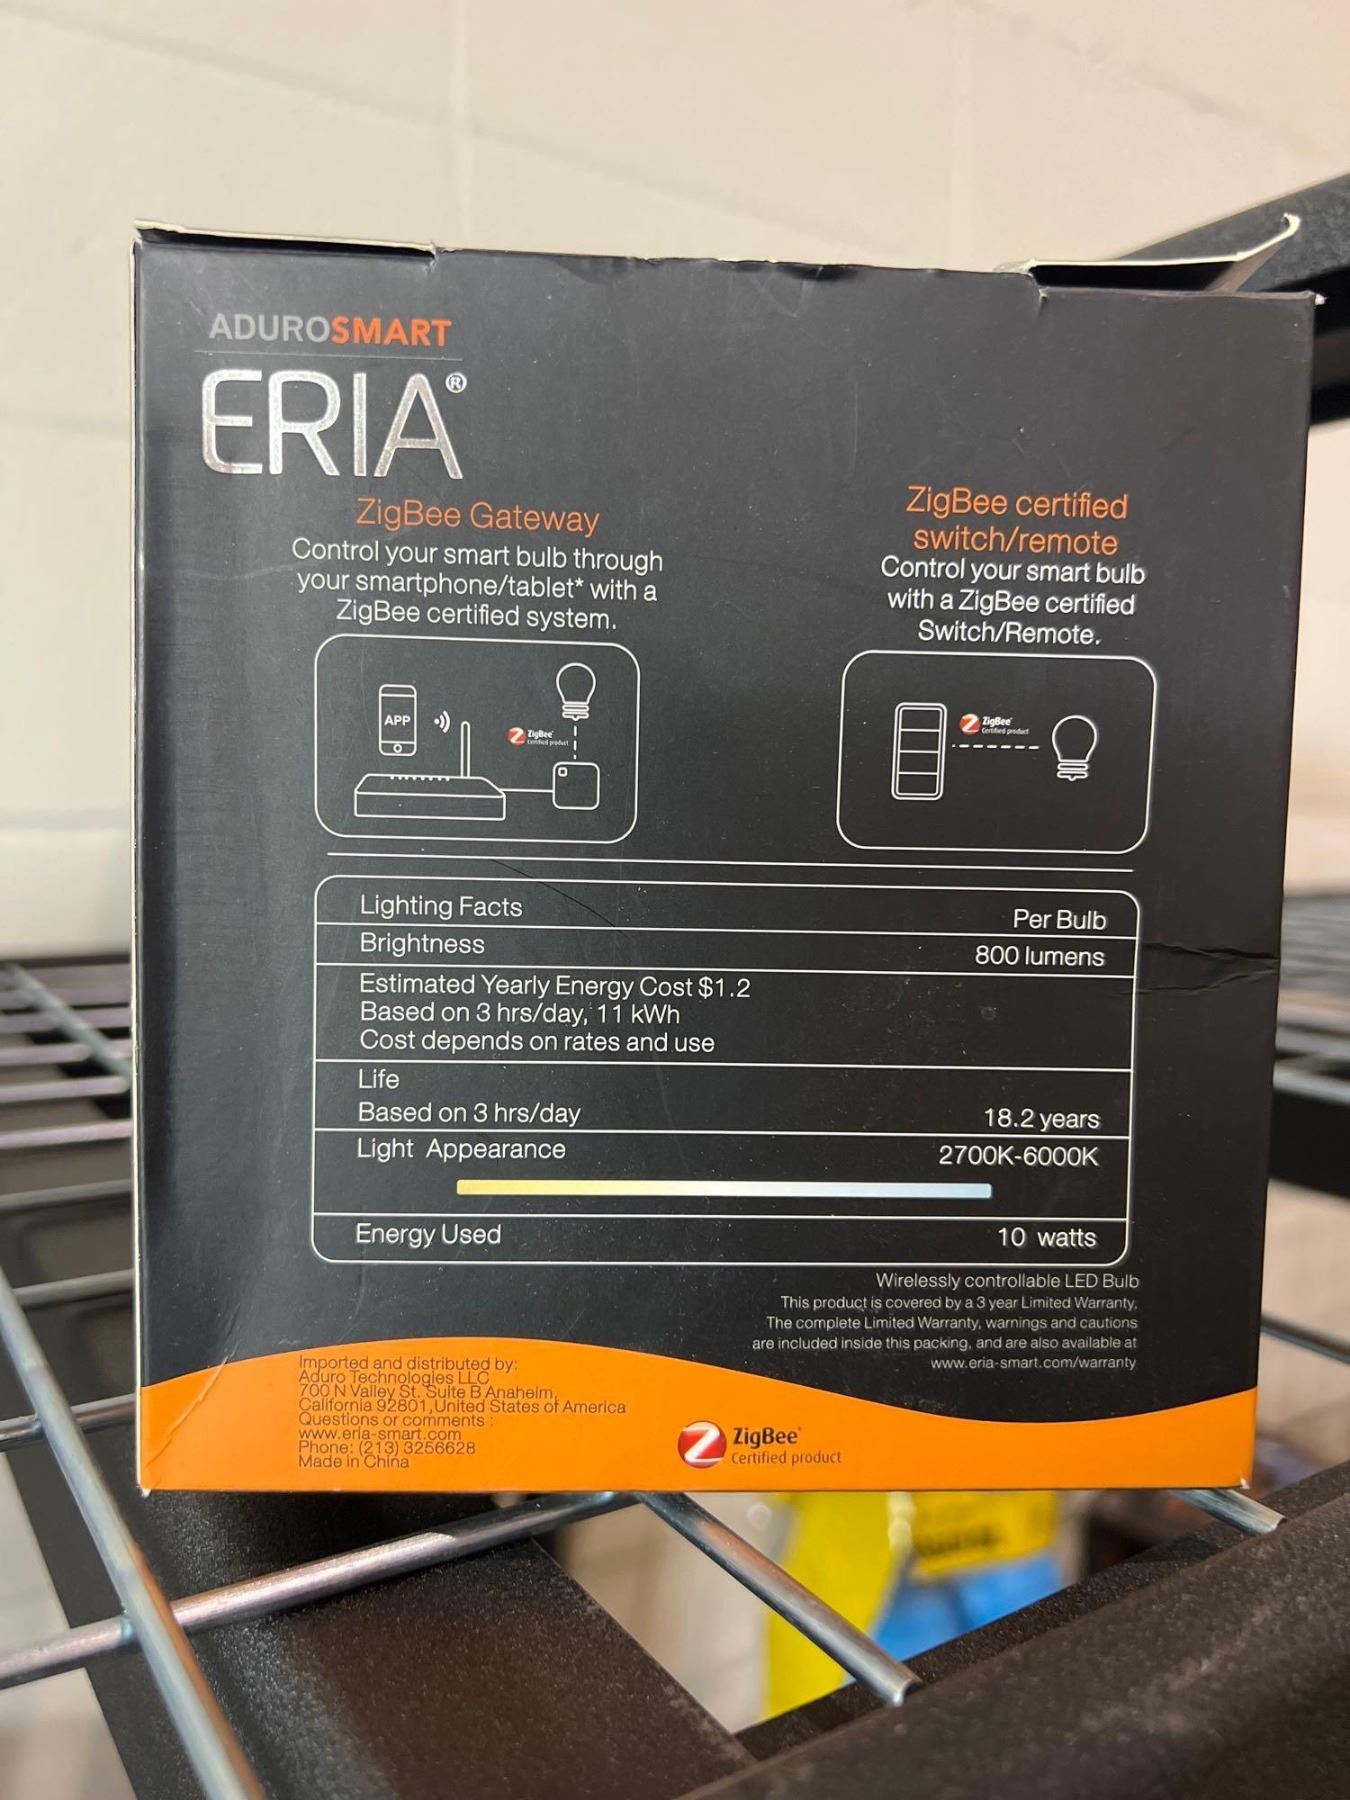 ADUROSMART
ERIA®
ZigBee Gateway
Control your smart bulb through
your smartphone/tablet* with a
ZigBee certified system.
APP
ZigBee
Certified product
ZigBee certified
switch/remote
Control your smart bulb
with a ZigBee certified
Switch/Remote.
ZigBee
Certified product
Lighting Facts Per Bulb
Brightness 800 lumens
Estimated Yearly Energy Cost $1.2
Based on 3 hrs/day, 11 kWh
Cost depends on rates and use
Life
Based on 3 hrs/day 18.2 years
Light Appearance 2700K-6000K
Energy Used 10 watts
Wirelessly controllable LED Bulb
This product is covered by a 3 year Limited Warranty,
The complete Limited Warranty, warnings and cautions
are included inside this packing, and are also available at
www.eria-smart.com/warranty
Imported and distributed by:
Aduro Technologies LLC
700 N Valley St. Suite B Anaheim,
California 92801,United States of America
Questions or comments :
www.eria-smart.com
Phone: (213) 3256628
Made in China
ZigBee
Certified product